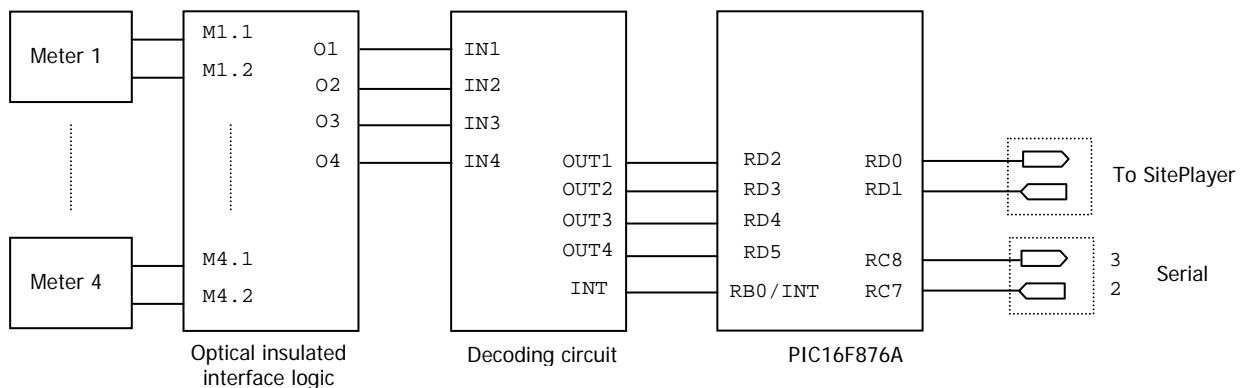 Meter 1
Meter 4
M1.1
M1.2
M4.1
M4.2
O1
O2
O3
O4
Optical insulated
interface logic
IN1
IN2
IN3
IN4
OUT1
OUT2
OUT3
OUT4
INT
Decoding circuit
RD2
RD3
RD4
RD5
RB0/INT
RD0
RD1
RC8
RC7
PIC16F876A
To SitePlayer
3
2
Serial